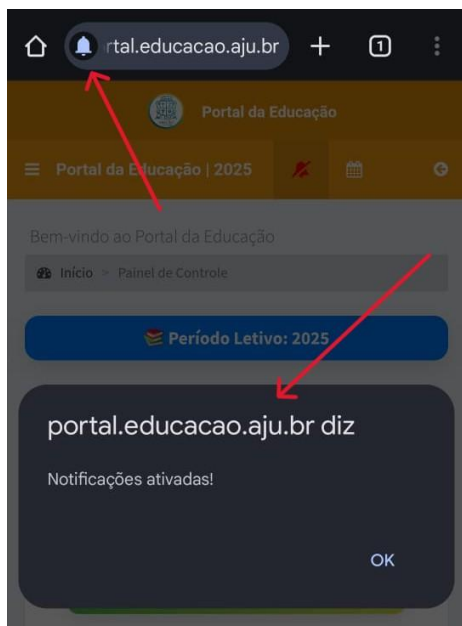 rtal.educacao.aju.br
1
Portal da Educação
Portal da Educação | 2025
Bem-vindo ao Portal da Educação
Início > Painel de Controle
Período Letivo: 2025
portal.educacao.aju.br diz
Notificações ativadas!
OK